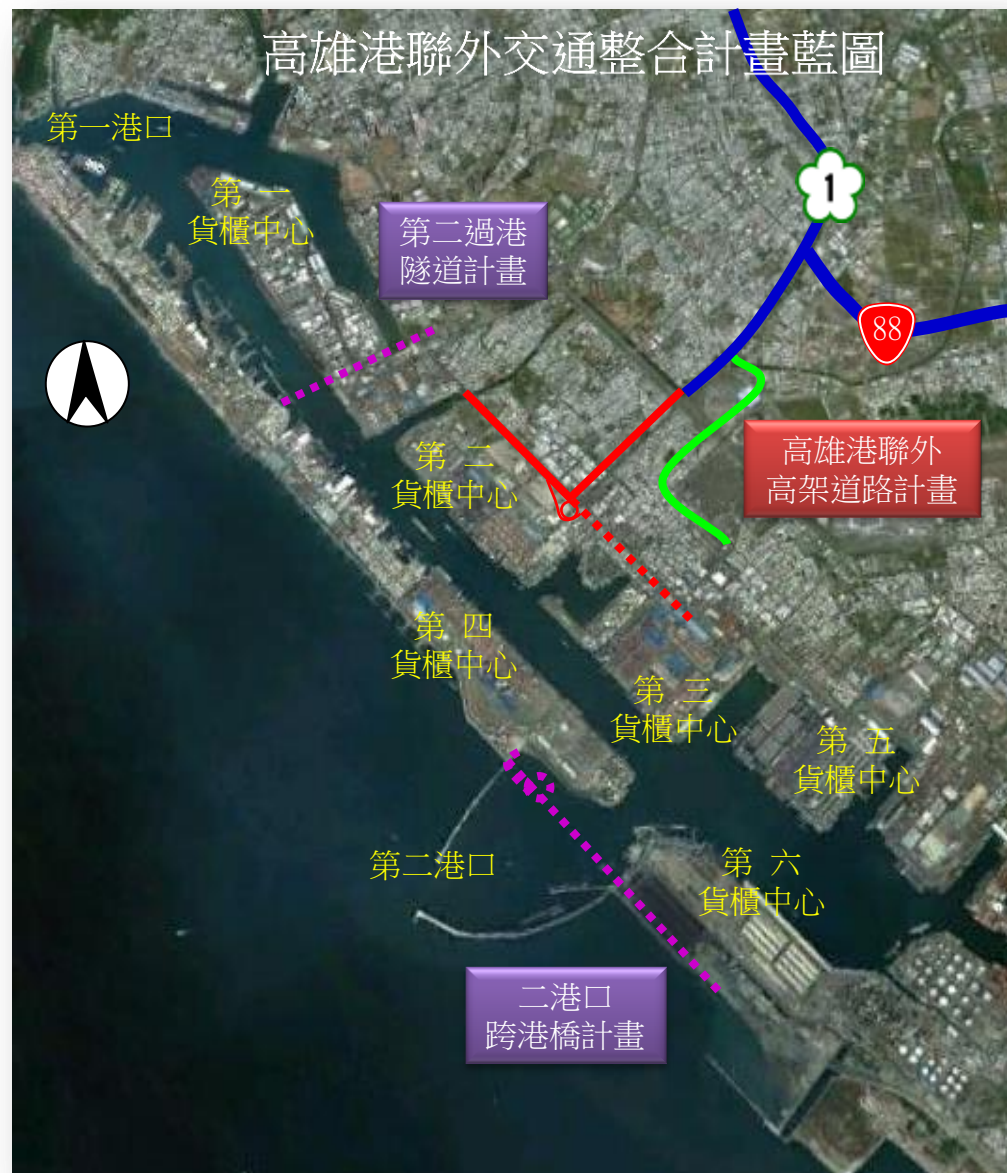 高雄港聯外交通整合計畫藍圖
第一港口
1
第 一
貨櫃中心
第二過港
隧道計畫
88
高雄港聯外
高架道路計畫
第 二
貨櫃中心
第 四
貨櫃中心
第 三
貨櫃中心
第 五
貨櫃中心
第二港口
第 六
貨櫃中心
二港口
跨港橋計畫